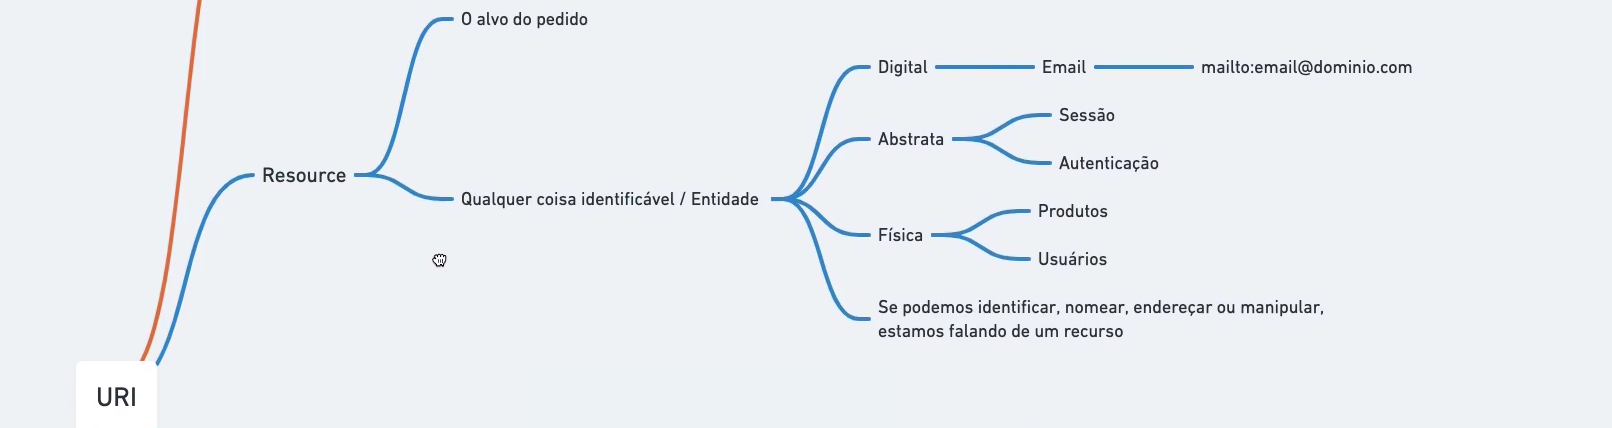 O alvo do pedido
Digital
Email
mailto:email@dominio.com
Sessão
Abstrata
Autenticação
Resource
Qualquer coisa identificável / Entidade
Produtos
Física
Usuários
Se podemos identificar, nomear, endereçar ou manipular,
estamos falando de um recurso
URI